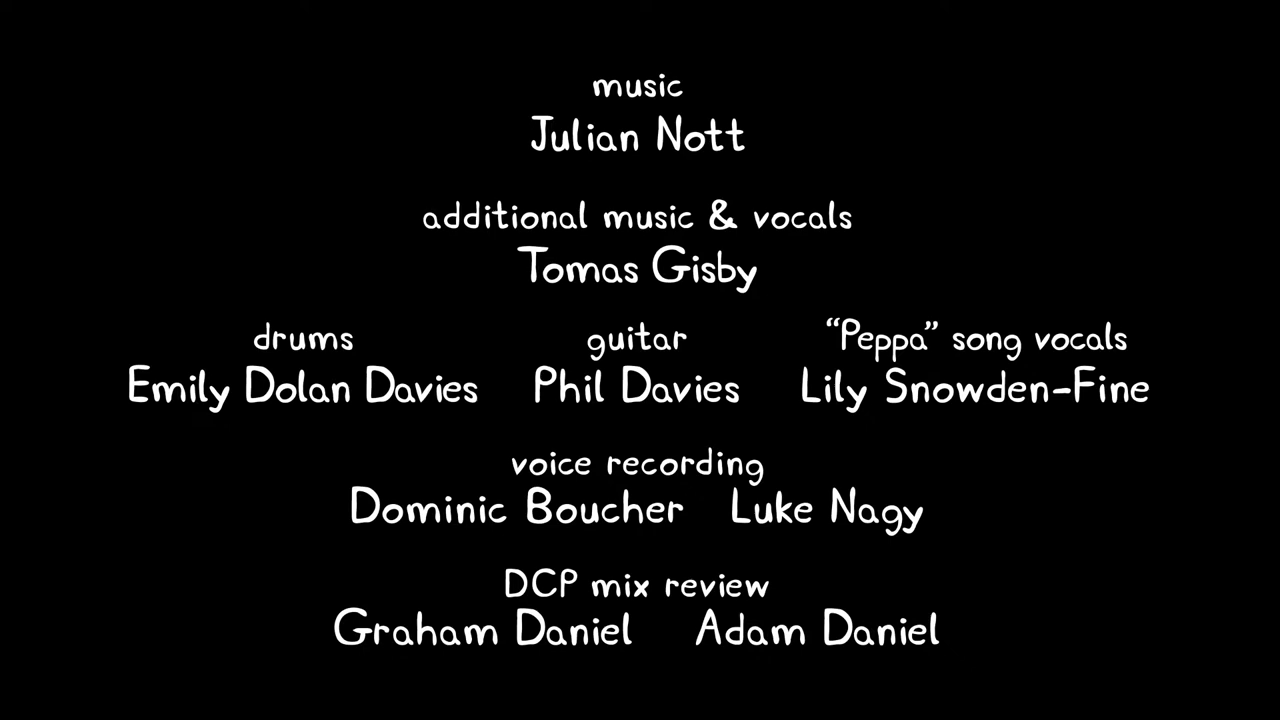 music
Julian Nott
additional music & vocals
Tomas Gisby
drums guitar “Peppa” song vocals
Emily Dolan Davies Phil Davies Lily Snowden-Fine
voice recording
Dominic Boucher Luke Nagy
DCP mix review
Graham Daniel Adam Daniel